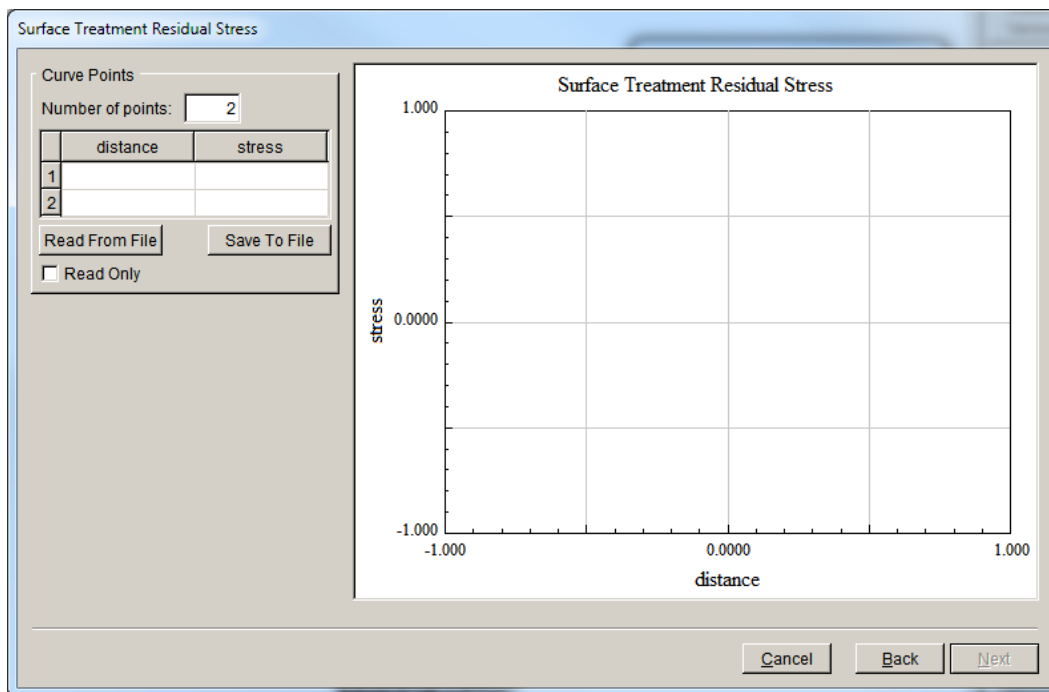 Surface Treatment Residual Stress
Curve Points
Number of points: 2
distance stress
1
2
Read From File Save To File
Read Only
Surface Treatment Residual Stress
1.000
stress
0.0000
-1.000
-1.000 0.0000 1.000
distance
Cancel Back Next